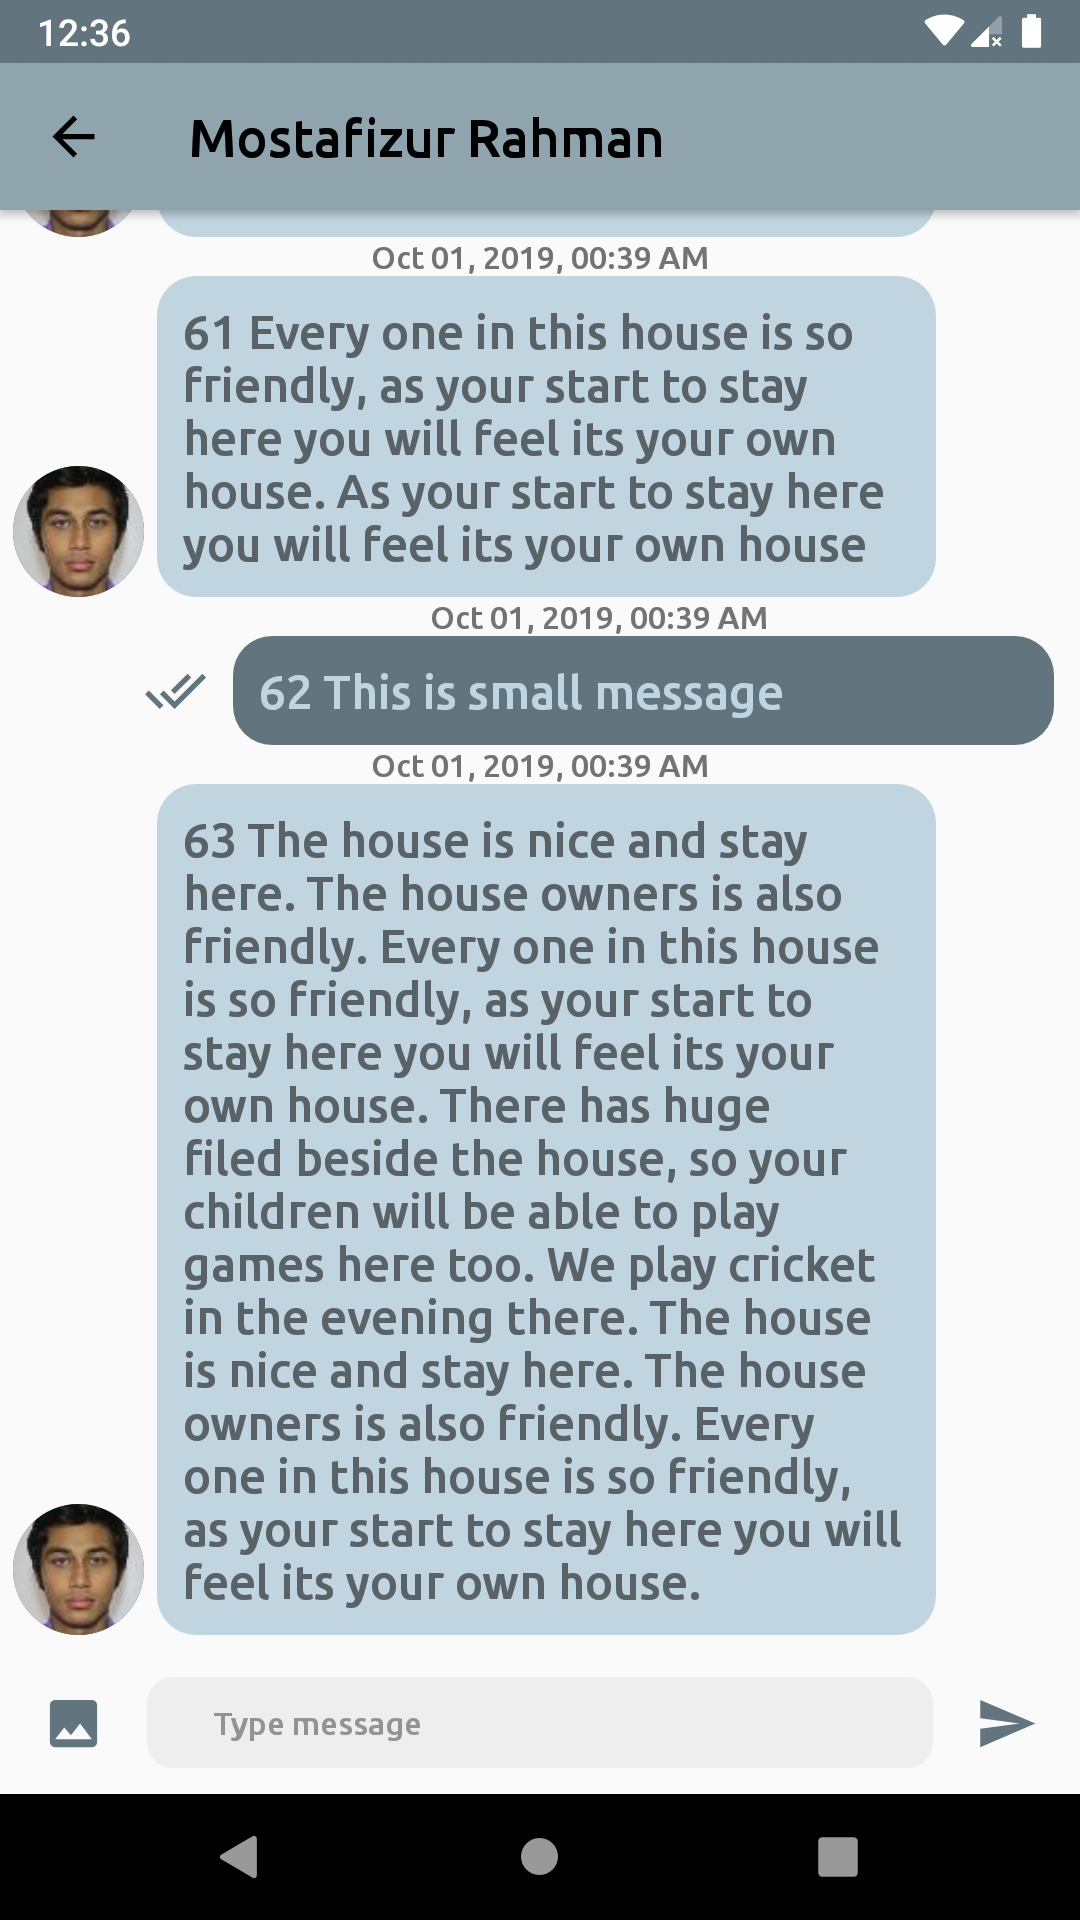 12:36
Mostafizur Rahman
Oct 01, 2019, 00:39 AM
61 Every one in this house is so
friendly, as your start to stay
here you will feel its your own
house. As your start to stay here
you will feel its your own house
Oct 01, 2019, 00:39 AM
62 This is small message
Oct 01, 2019, 00:39 AM
63 The house is nice and stay
here. The house owners is also
friendly. Every one in this house
is so friendly, as your start to
stay here you will feel its your
own house. There has huge
filed beside the house, so your
children will be able to play
games here too. We play cricket
in the evening there. The house
is nice and stay here. The house
owners is also friendly. Every
one in this house is so friendly,
as your start to stay here you will
feel its your own house.
Type message